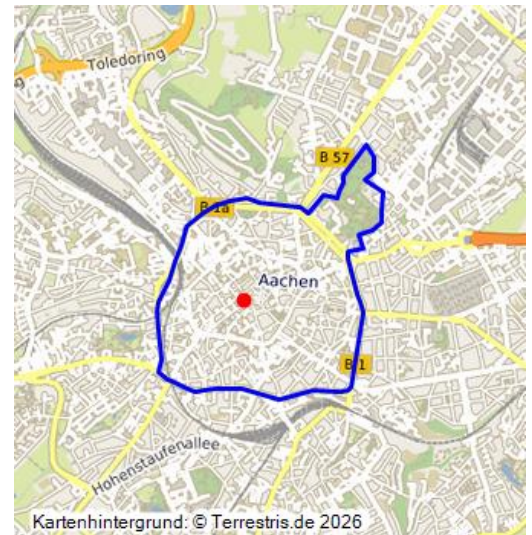 Toledoring
B 57
B 1a
Aachen
B 1
Hohenstaufenallee
Kartenhintergrund: © Terrestris.de 2026